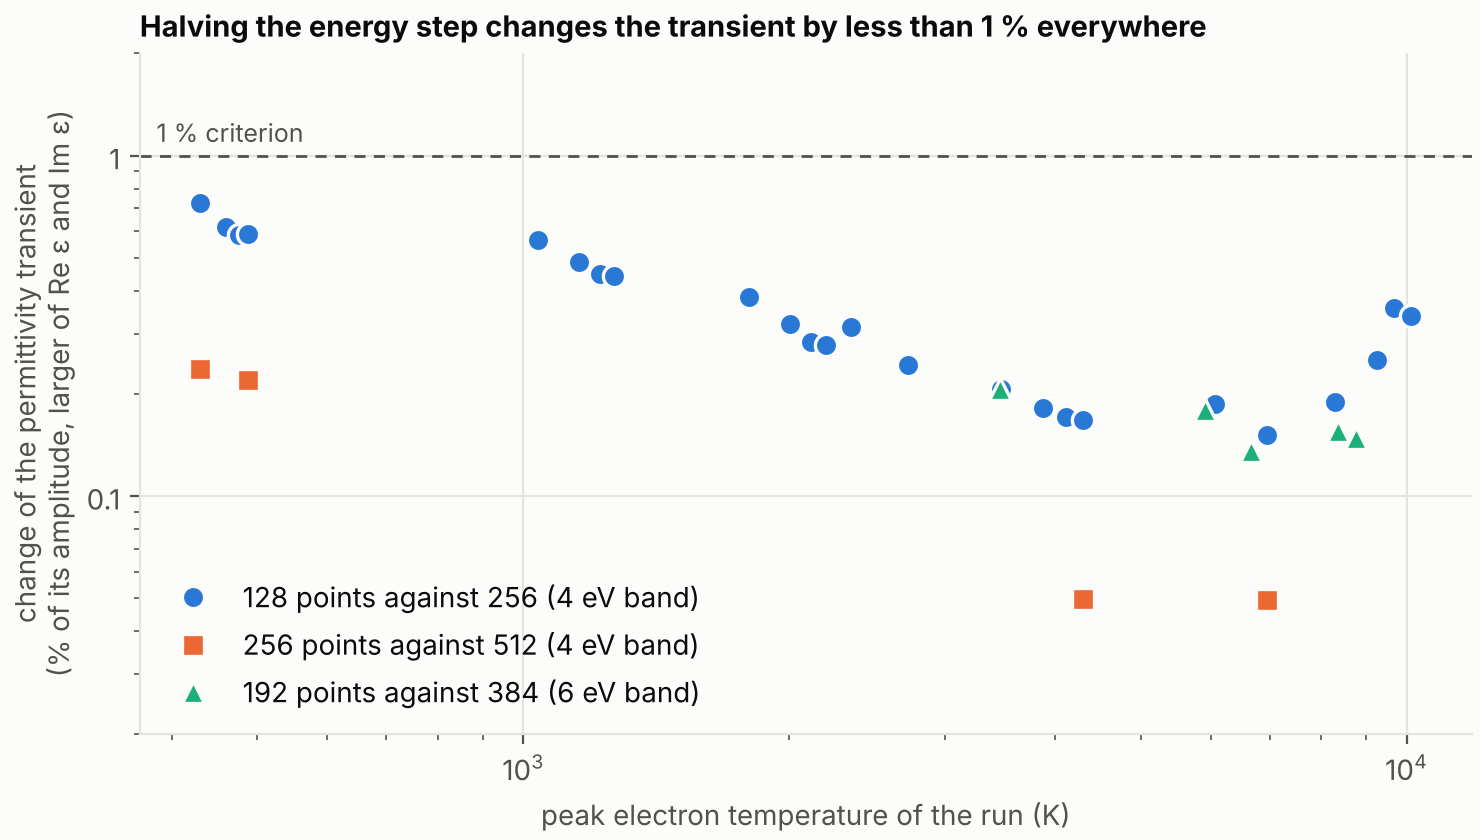 Halving the energy step changes the transient by less than 1 % everywhere
change of the permittivity transient
(% of its amplitude, larger of Re ε and Im ε)
1 % criterion
1
0.1
128 points against 256 (4 eV band)
256 points against 512 (4 eV band)
192 points against 384 (6 eV band)
10³
10⁴
peak electron temperature of the run (K)